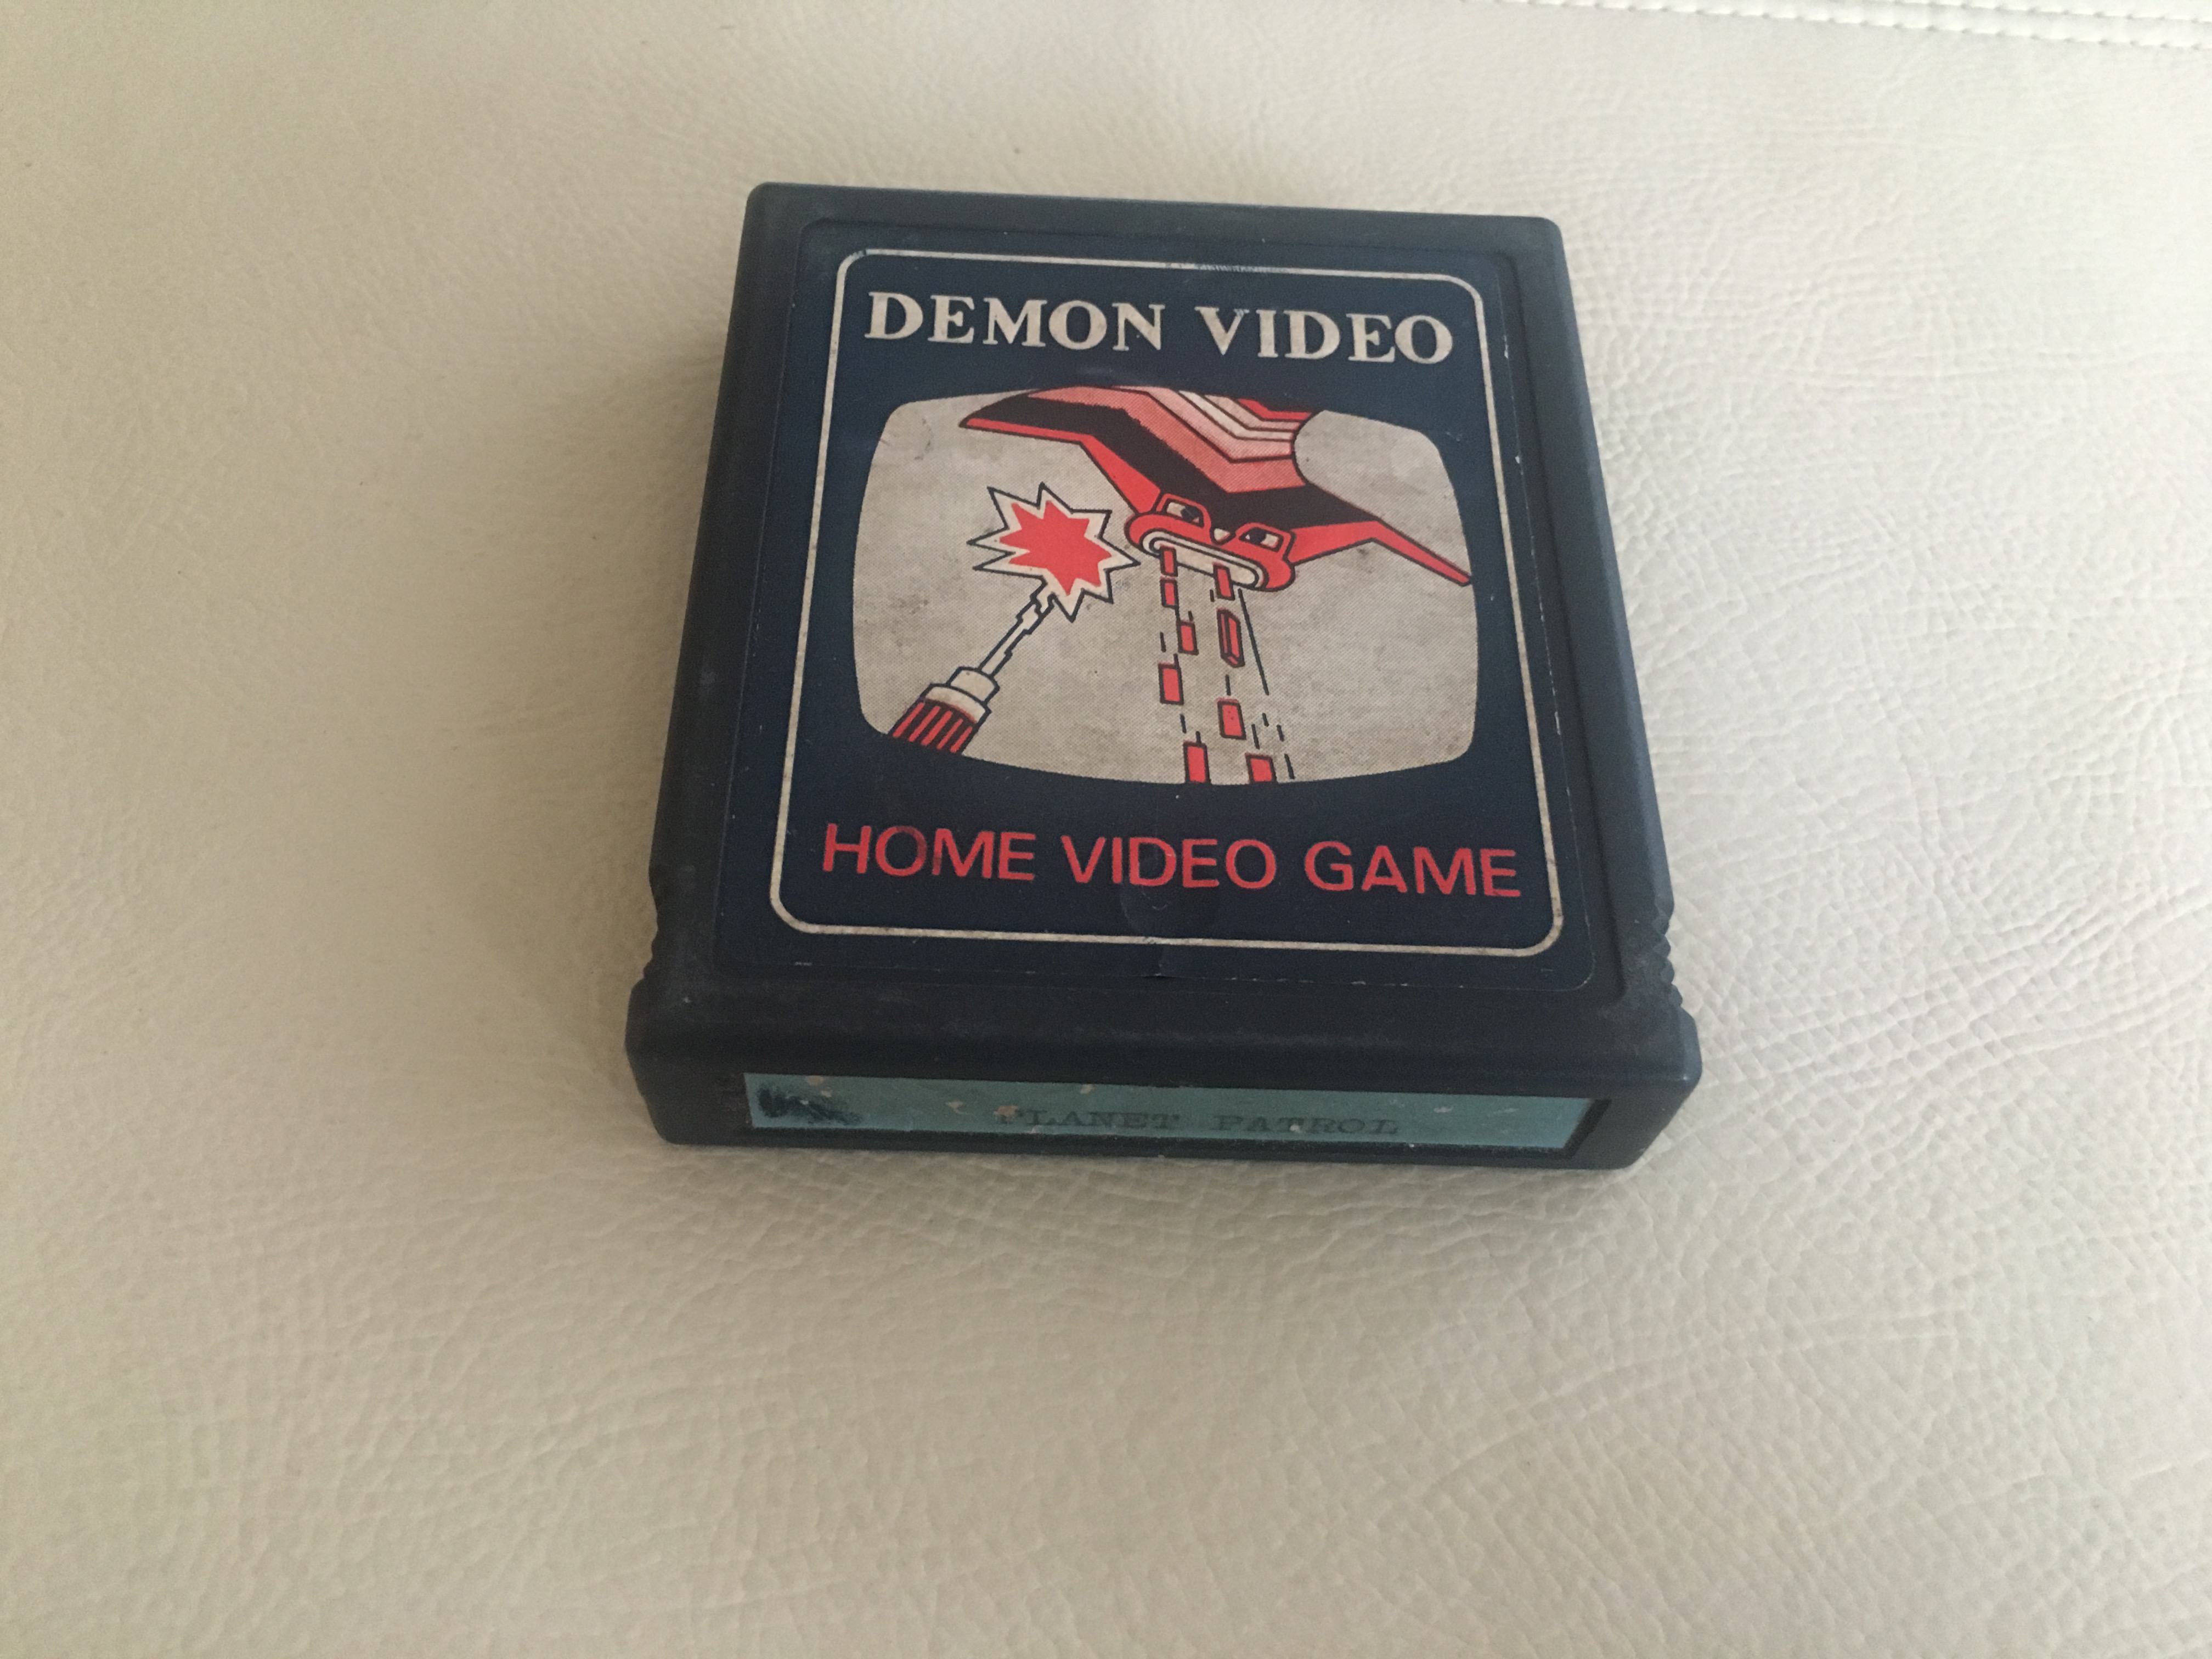 DEMON VIDEO
HOME VIDEO GAME
PLANET PATROL